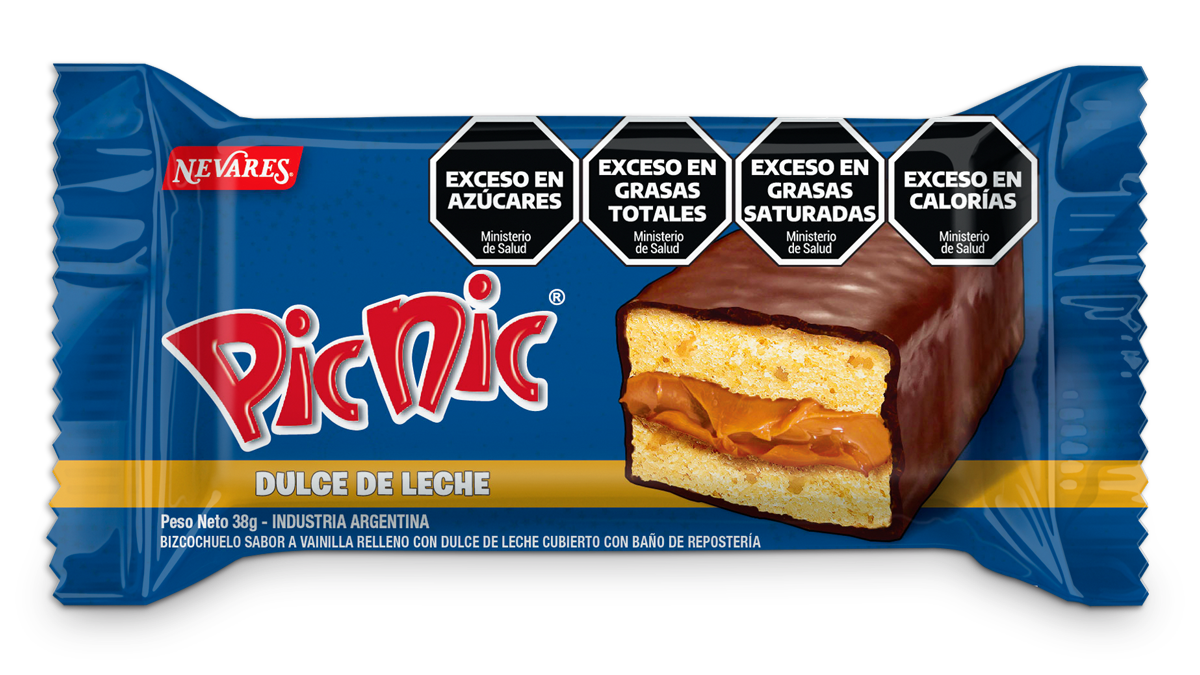 NEVARES®
EXCESO EN
AZÚCARES
Ministerio
de Salud
EXCESO EN
GRASAS
TOTALES
Ministerio
de Salud
EXCESO EN
GRASAS
SATURADAS
Ministerio
de Salud
EXCESO EN
CALORÍAS
Ministerio
de Salud
PicNic®
DULCE DE LECHE
Peso Neto 38g - INDUSTRIA ARGENTINA
BIZCOCHUELO SABOR A VAINILLA RELLENO CON DULCE DE LECHE CUBIERTO CON BAÑO DE REPOSTERÍA